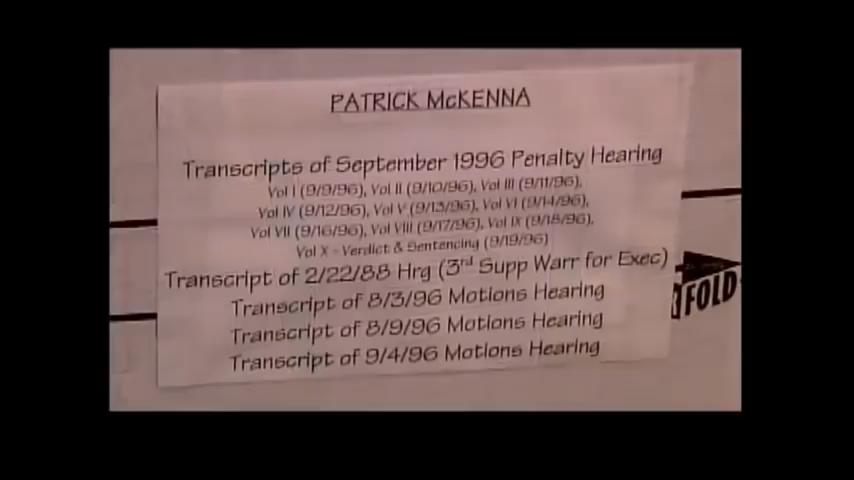 PATRICK McKENNA
Transcripts of September 1996 Penalty Hearing
Vol I (9/9/96), Vol II (9/10/96), Vol III (9/11/96),
Vol IV (9/12/96), Vol V (9/13/96), Vol VI (9/14/96),
Vol VII (9/16/96), Vol VIII (9/17/96), Vol IX (9/18/96),
Vol X - Verdict & Sentencing (9/19/96)
Transcript of 2/22/88 Hrg (3rd Supp Warr for Exec)
Transcript of 8/3/96 Motions Hearing
Transcript of 8/9/96 Motions Hearing
Transcript of 9/4/96 Motions Hearing
FOLD